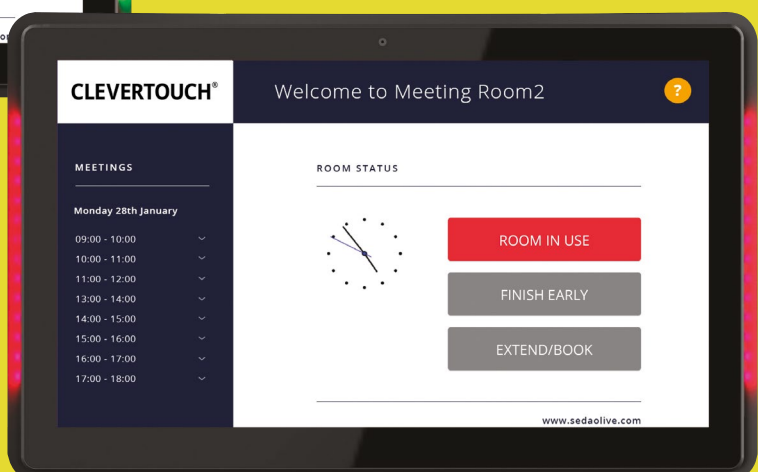 CLEVERTOUCH®
Welcome to Meeting Room2
?
MEETINGS
Monday 28th January
09:00 - 10:00
10:00 - 11:00
11:00 - 12:00
13:00 - 14:00
14:00 - 15:00
15:00 - 16:00
16:00 - 17:00
17:00 - 18:00
ROOM STATUS
ROOM IN USE
FINISH EARLY
EXTEND/BOOK
www.sedaolive.com